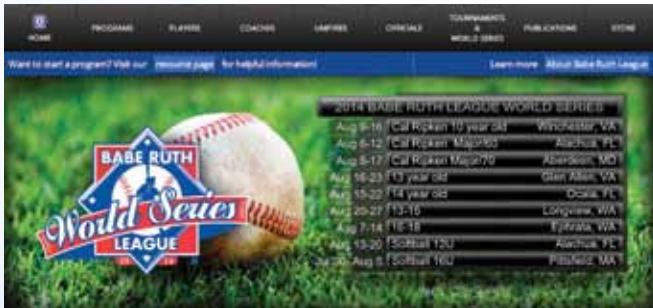 HOME PROGRAMS PLAYERS COACHES UMPIRES OFFICIALS TOURNAMENTS & WORLD SERIES PUBLICATIONS STORE
Want to start a program? Visit our resource page for helpful information! Learn more About Babe Ruth League
2014 BABE RUTH LEAGUE WORLD SERIES
Aug 8-16 Cal Ripken 10 year old Winchester, VA
Aug 6-12 Cal Ripken Major/60 Alachua, FL
Aug 8-17 Cal Ripken Major/70 Aberdeen, MD
Aug 16-23 13 year old Glen Allen, VA
Aug 15-22 14 year old Ocala, FL
Aug 20-27 13-15 Longview, WA
Aug 7-14 16-18 Ephrata, WA
Aug 13-20 Softball 12U Alachua, FL
Jul 30- Aug 5 Softball 16U Pittsfield, MA
BABE RUTH
World Series
LEAGUE